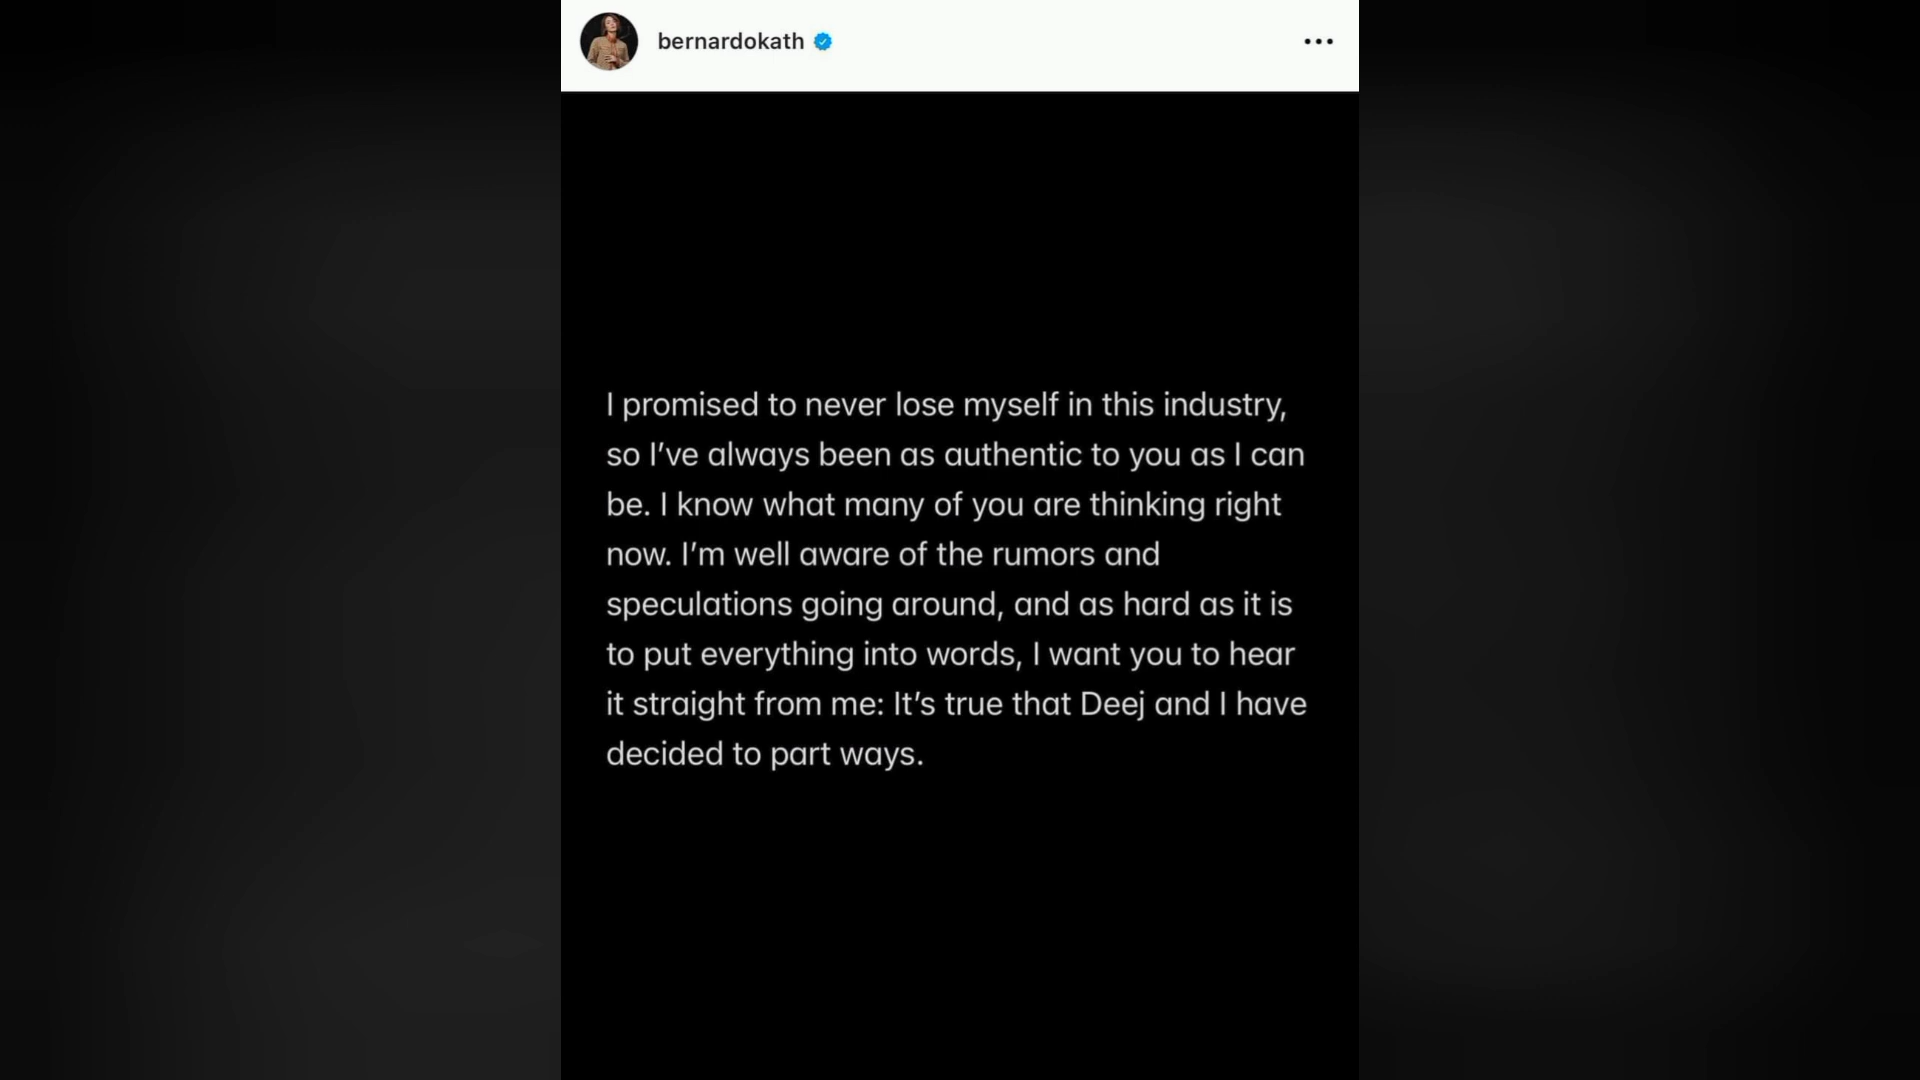 bernardokath
I promised to never lose myself in this industry,
so I’ve always been as authentic to you as I can
be. I know what many of you are thinking right
now. I’m well aware of the rumors and
speculations going around, and as hard as it is
to put everything into words, I want you to hear
it straight from me: It’s true that Deej and I have
decided to part ways.